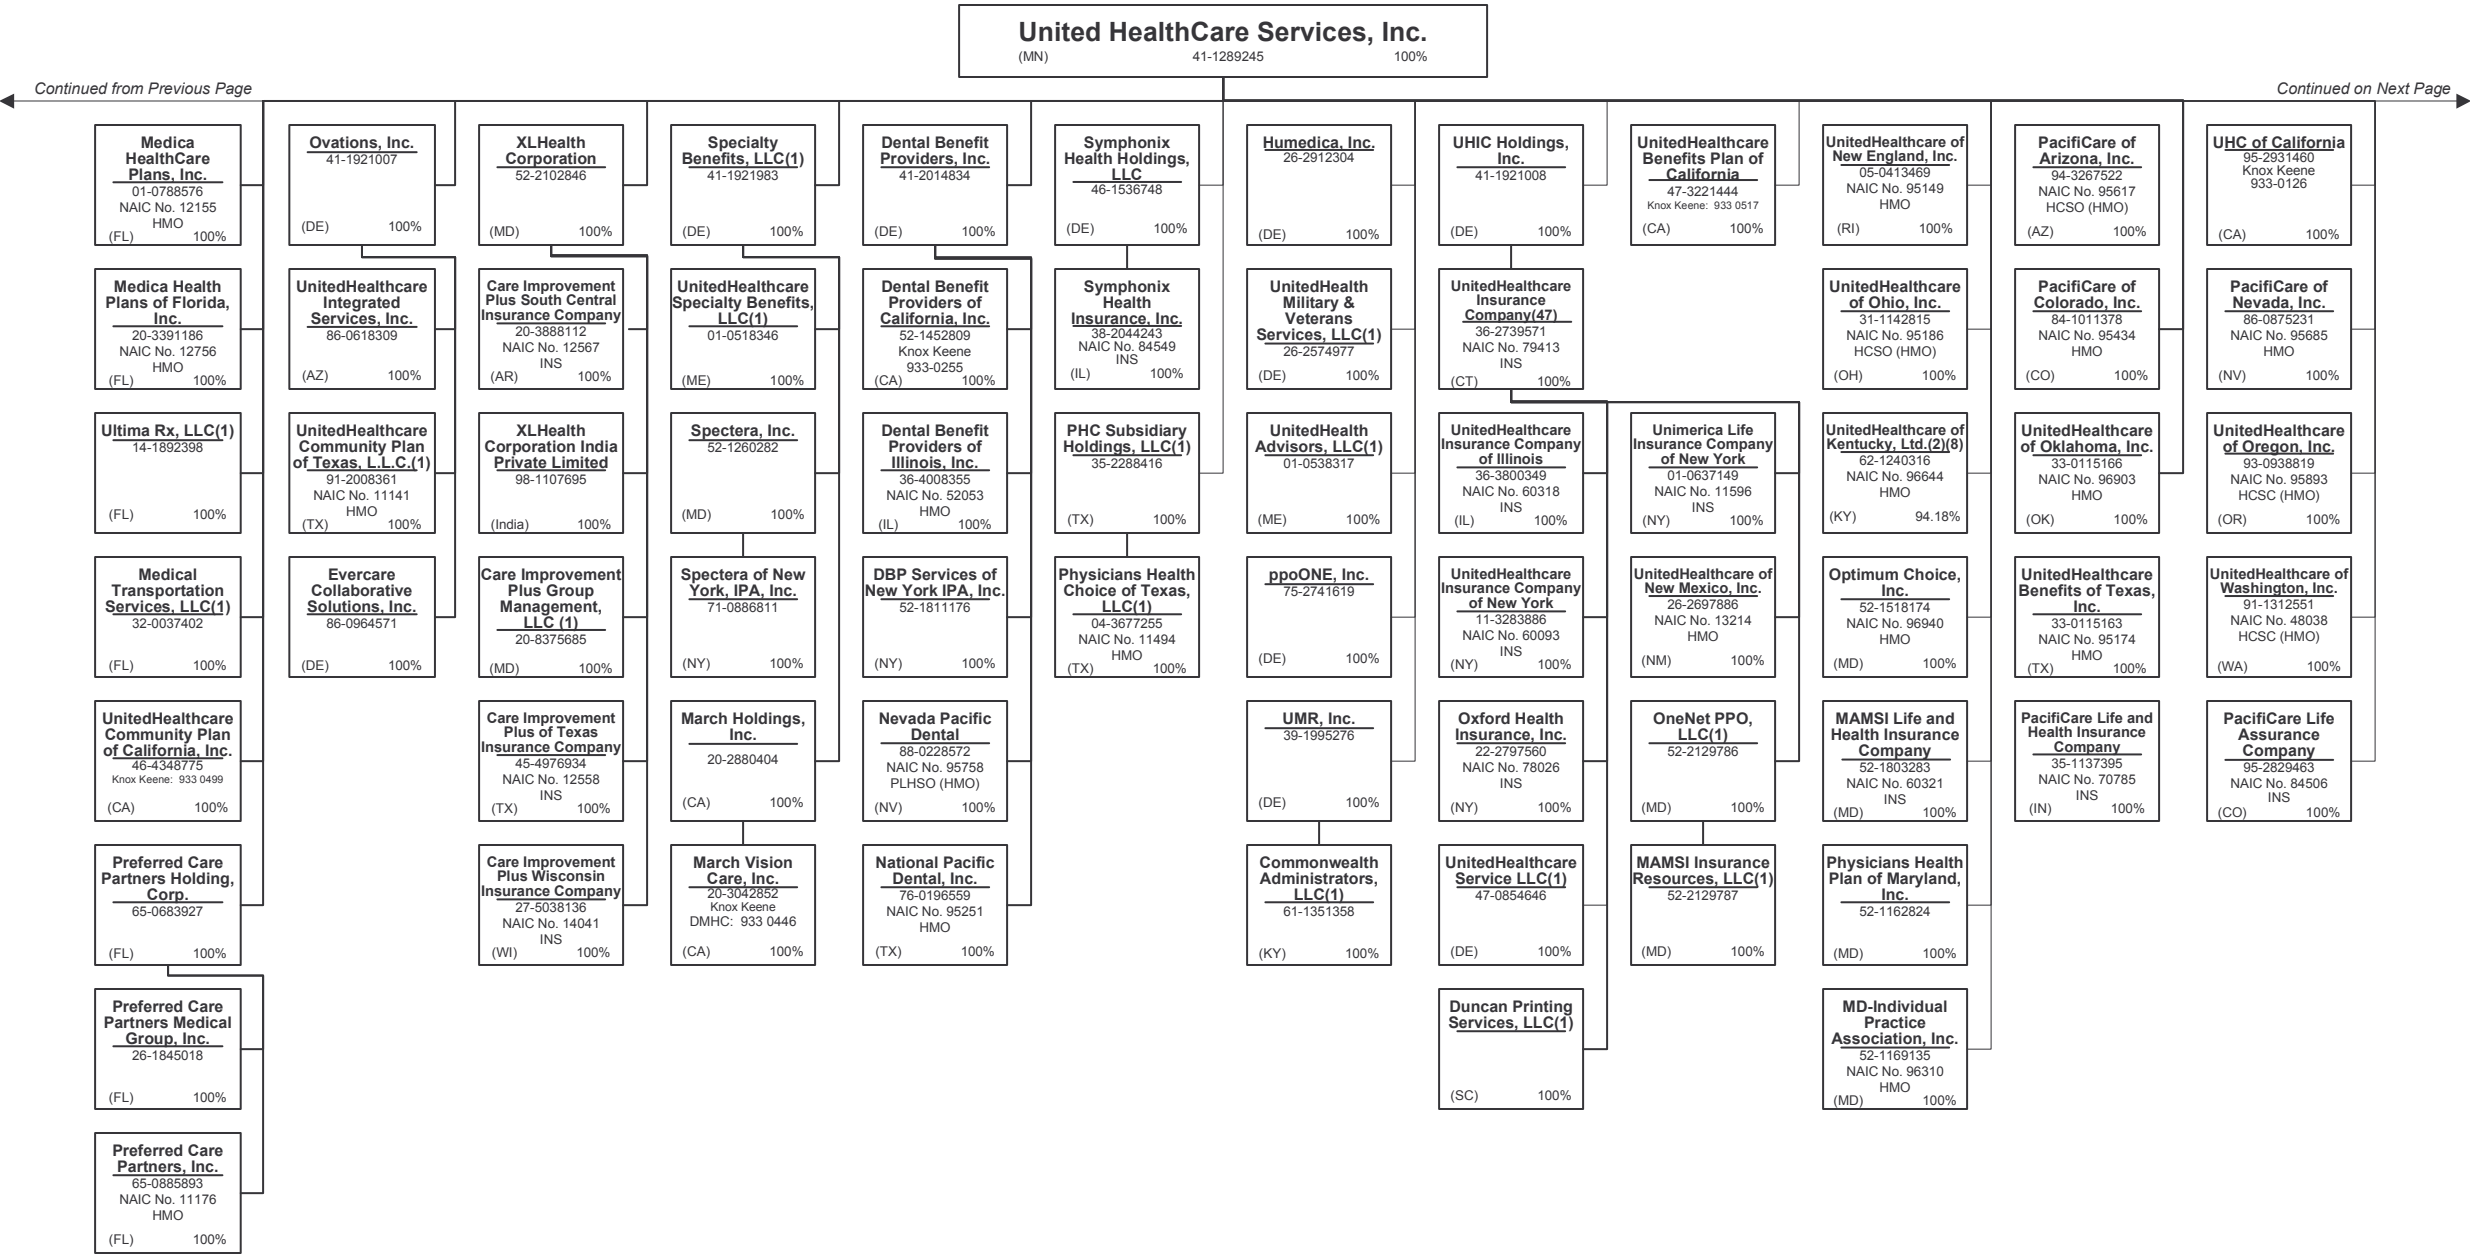 United HealthCare Services, Inc.
(MN) 41-1289245 100%
Continued from Previous Page
Continued on Next Page
Medica
HealthCare
Plans, Inc.
01-0788576
NAIC No. 12155
HMO
(FL) 100%
Medica Health
Plans of Florida,
Inc.
20-3391186
NAIC No. 12756
HMO
(FL) 100%
Ultima Rx, LLC(1)
14-1892398
(FL) 100%
Medical
Transportation
Services, LLC(1)
32-0037402
(FL) 100%
UnitedHealthcare
Community Plan
of California, Inc.
46-4348775
Knox Keene: 933 0499
(CA) 100%
Preferred Care
Partners Holding,
Corp.
65-0683927
(FL) 100%
Preferred Care
Partners Medical
Group, Inc.
26-1845018
(FL) 100%
Preferred Care
Partners, Inc.
65-0885893
NAIC No. 11176
HMO
(FL) 100%
Ovations, Inc.
41-1921007
(DE) 100%
UnitedHealthcare
Integrated
Services, Inc.
86-0618309
(AZ) 100%
UnitedHealthcare
Community Plan
of Texas, L.L.C.(1)
91-2008361
NAIC No. 11141
HMO
(TX) 100%
Evercare
Collaborative
Solutions, Inc.
86-0964571
(DE) 100%
XLHealth
Corporation
52-2102846
(MD) 100%
Care Improvement
Plus South Central
Insurance Company
20-3888112
NAIC No. 12567
INS
(AR) 100%
XLHealth
Corporation India
Private Limited
98-1107695
(India) 100%
Care Improvement
Plus Group
Management,
LLC (1)
20-8375685
(MD) 100%
Care Improvement
Plus of Texas
Insurance Company
45-4976934
NAIC No. 12558
INS
(TX) 100%
Care Improvement
Plus Wisconsin
Insurance Company
27-5038136
NAIC No. 14041
INS
(WI) 100%
Specialty
Benefits, LLC(1)
41-1921983
(DE) 100%
UnitedHealthcare
Specialty Benefits,
LLC(1)
01-0518346
(ME) 100%
Spectera, Inc.
52-1260282
(MD) 100%
Spectera of New
York, IPA, Inc.
71-0886811
(NY) 100%
March Holdings,
Inc.
20-2880404
(CA) 100%
March Vision
Care, Inc.
20-3042852
Knox Keene
DMHC: 933 0446
(CA) 100%
Dental Benefit
Providers, Inc.
41-2014834
(DE) 100%
Dental Benefit
Providers of
California, Inc.
52-1452809
Knox Keene
933-0255
(CA) 100%
Dental Benefit
Providers of
Illinois, Inc.
36-4008355
NAIC No. 52053
HMO
(IL) 100%
DBP Services of
New York IPA, Inc.
52-1811176
(NY) 100%
Nevada Pacific
Dental
88-0228572
NAIC No. 95758
PLHSO (HMO)
(NV) 100%
National Pacific
Dental, Inc.
76-0196559
NAIC No. 95251
HMO
(TX) 100%
Symphonix
Health Holdings,
LLC
46-1536748
(DE) 100%
Symphonix
Health
Insurance, Inc.
38-2044243
NAIC No. 84549
INS
(IL) 100%
PHC Subsidiary
Holdings, LLC(1)
35-2288416
(TX) 100%
Physicians Health
Choice of Texas,
LLC(1)
04-3677255
NAIC No. 11494
HMO
(TX) 100%
Humedica, Inc.
26-2912304
(DE) 100%
UnitedHealth
Military &
Veterans
Services, LLC(1)
26-2574977
(DE) 100%
UnitedHealth
Advisors, LLC(1)
01-0538317
(ME) 100%
ppoONE, Inc.
75-2741619
(DE) 100%
UMR, Inc.
39-1995276
(DE) 100%
Commonwealth
Administrators,
LLC(1)
61-1351358
(KY) 100%
UHIC Holdings,
Inc.
41-1921008
(DE) 100%
UnitedHealthcare
Insurance
Company(47)
36-2739571
NAIC No. 79413
INS
(CT) 100%
UnitedHealthcare
Insurance Company
of Illinois
36-3800349
NAIC No. 60318
INS
(IL) 100%
UnitedHealthcare
Insurance Company
of New York
11-3283886
NAIC No. 60093
INS
(NY) 100%
Oxford Health
Insurance, Inc.
22-2797560
NAIC No. 78026
INS
(NY) 100%
UnitedHealthcare
Service LLC(1)
47-0854646
(DE) 100%
Duncan Printing
Services, LLC(1)
(SC) 100%
UnitedHealthcare
Benefits Plan of
California
47-3221444
Knox Keene: 933 0517
(CA) 100%
Unimerica Life
Insurance Company
of New York
01-0637149
NAIC No. 11596
INS
(NY) 100%
UnitedHealthcare of
New Mexico, Inc.
26-2697886
NAIC No. 13214
HMO
(NM) 100%
OneNet PPO,
LLC(1)
52-2129786
(MD) 100%
MAMSI Insurance
Resources, LLC(1)
52-2129787
(MD) 100%
UnitedHealthcare of
New England, Inc.
05-0413469
NAIC No. 95149
HMO
(RI) 100%
UnitedHealthcare
of Ohio, Inc.
31-1142815
NAIC No. 95186
HCSO (HMO)
(OH) 100%
UnitedHealthcare of
Kentucky, Ltd.(2)(8)
62-1240316
NAIC No. 96644
HMO
(KY) 94.18%
Optimum Choice,
Inc.
52-1518174
NAIC No. 96940
HMO
(MD) 100%
MAMSI Life and
Health Insurance
Company
52-1803283
NAIC No. 60321
INS
(MD) 100%
Physicians Health
Plan of Maryland,
Inc.
52-1162824
(MD) 100%
MD-Individual
Practice
Association, Inc.
52-1169135
NAIC No. 96310
HMO
(MD) 100%
PacifiCare of
Arizona, Inc.
94-3267522
NAIC No. 95617
HCSO (HMO)
(AZ) 100%
PacifiCare of
Colorado, Inc.
84-1011378
NAIC No. 95434
HMO
(CO) 100%
UnitedHealthcare
of Oklahoma, Inc.
33-0115166
NAIC No. 96903
HMO
(OK) 100%
UnitedHealthcare
Benefits of Texas,
Inc.
33-0115163
NAIC No. 95174
HMO
(TX) 100%
PacifiCare Life and
Health Insurance
Company
35-1137395
NAIC No. 70785
INS
(IN) 100%
UHC of California
95-2931460
Knox Keene
933-0126
(CA) 100%
PacifiCare of
Nevada, Inc.
86-0875231
NAIC No. 95685
HMO
(NV) 100%
UnitedHealthcare
of Oregon, Inc.
93-0938819
NAIC No. 95893
HCSC (HMO)
(OR) 100%
UnitedHealthcare of
Washington, Inc.
91-1312551
NAIC No. 48038
HCSC (HMO)
(WA) 100%
PacifiCare Life
Assurance
Company
95-2829463
NAIC No. 84506
INS
(CO) 100%